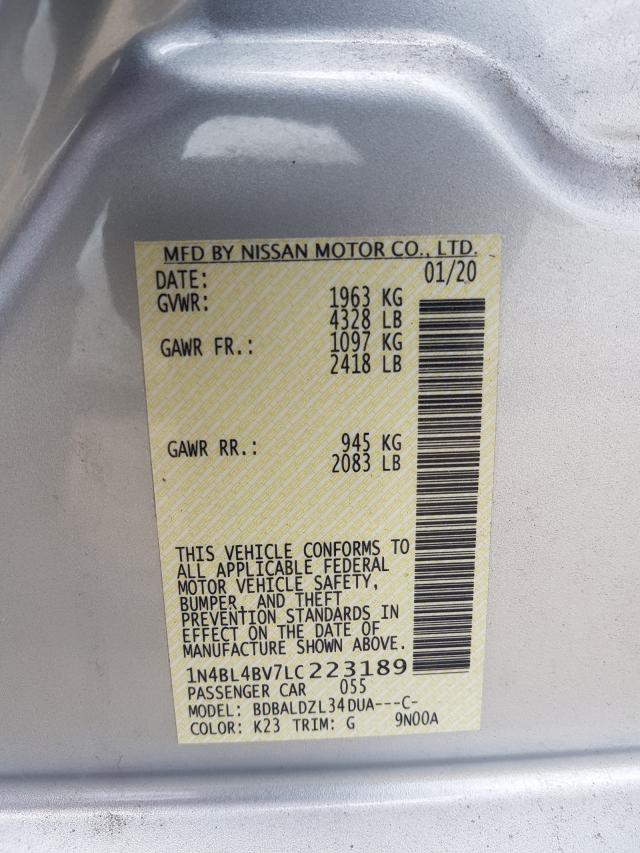 MFD BY NISSAN MOTOR CO., LTD.
DATE: 01/20
GVWR: 1963 KG
4328 LB
GAWR FR.: 1097 KG
2418 LB
GAWR RR.: 945 KG
2083 LB
THIS VEHICLE CONFORMS TO
ALL APPLICABLE FEDERAL
MOTOR VEHICLE SAFETY,
BUMPER, AND THEFT
PREVENTION STANDARDS IN
EFFECT ON THE DATE OF
MANUFACTURE SHOWN ABOVE.
1N4BL4BV7LC223189
PASSENGER CAR 055
MODEL: BDBALDZL34DUA---C-
COLOR: K23 TRIM: G 9N00A